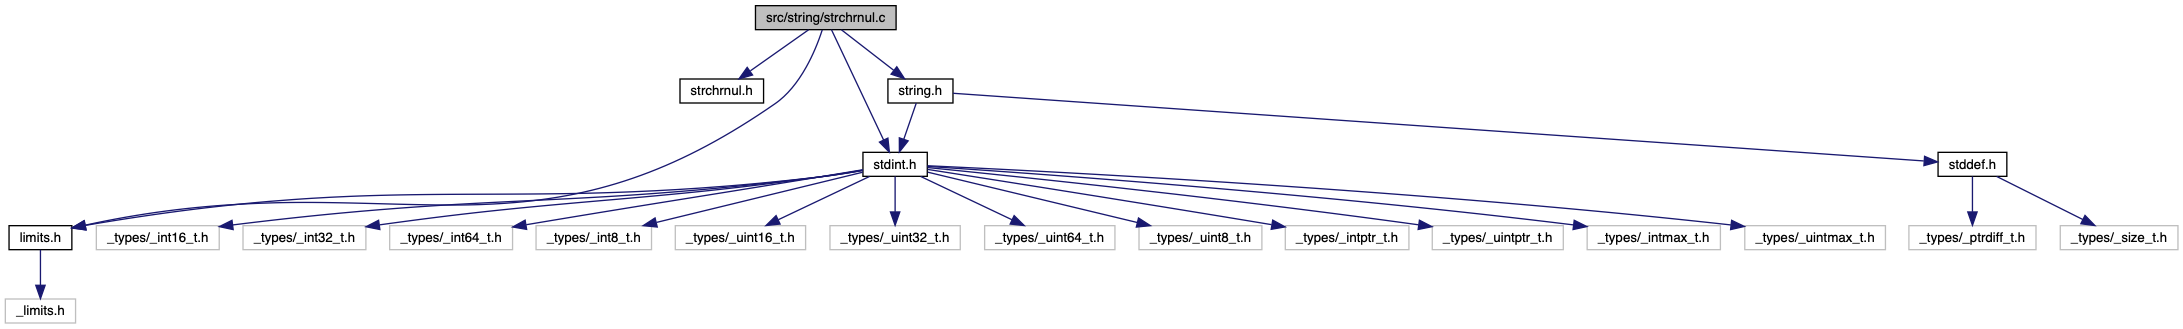 src/string/strchrnul.c
strchrnul.h
string.h
stdint.h
stddef.h
limits.h
_types/_int16_t.h
_types/_int32_t.h
_types/_int64_t.h
_types/_int8_t.h
_types/_uint16_t.h
_types/_uint32_t.h
_types/_uint64_t.h
_types/_uint8_t.h
_types/_intptr_t.h
_types/_uintptr_t.h
_types/_intmax_t.h
_types/_uintmax_t.h
_types/_ptrdiff_t.h
_types/_size_t.h
_limits.h